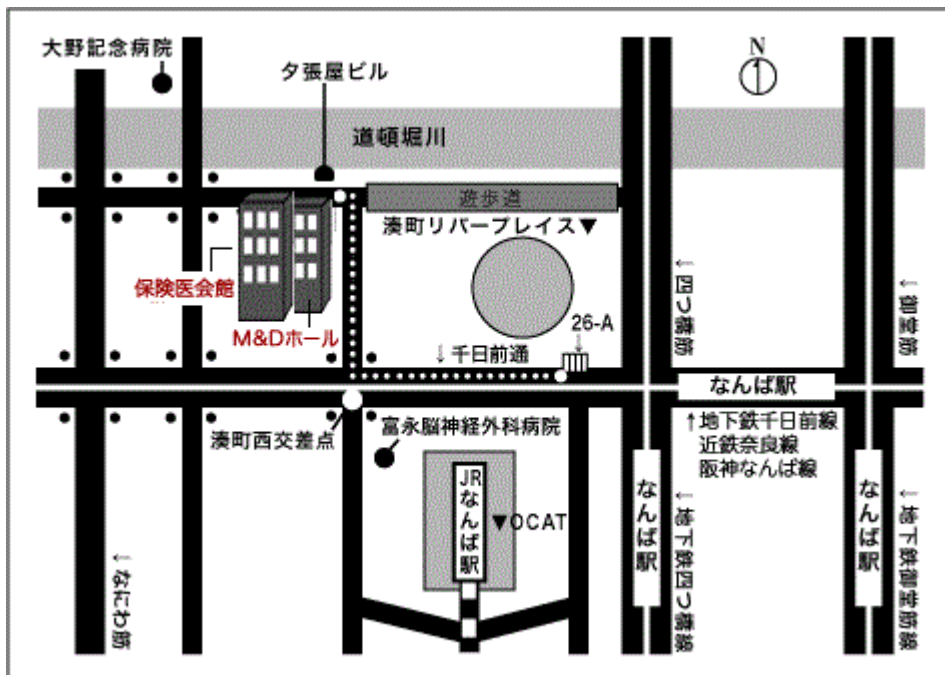 大野記念病院
夕張屋ビル
N
道頓堀川
遊歩道
湊町リバープレイス▼
←四つ橋筋
←御堂筋
保険医会館
M&Dホール
26-A
↓
↓千日前通
なんば駅
湊町西交差点
富永脳神経外科病院
↑地下鉄千日前線
近鉄奈良線
阪神なんば線
JRなんば駅
▼OCAT
なんば駅
←地下鉄四つ橋線
なんば駅
←地下鉄御堂筋線
←なにわ筋